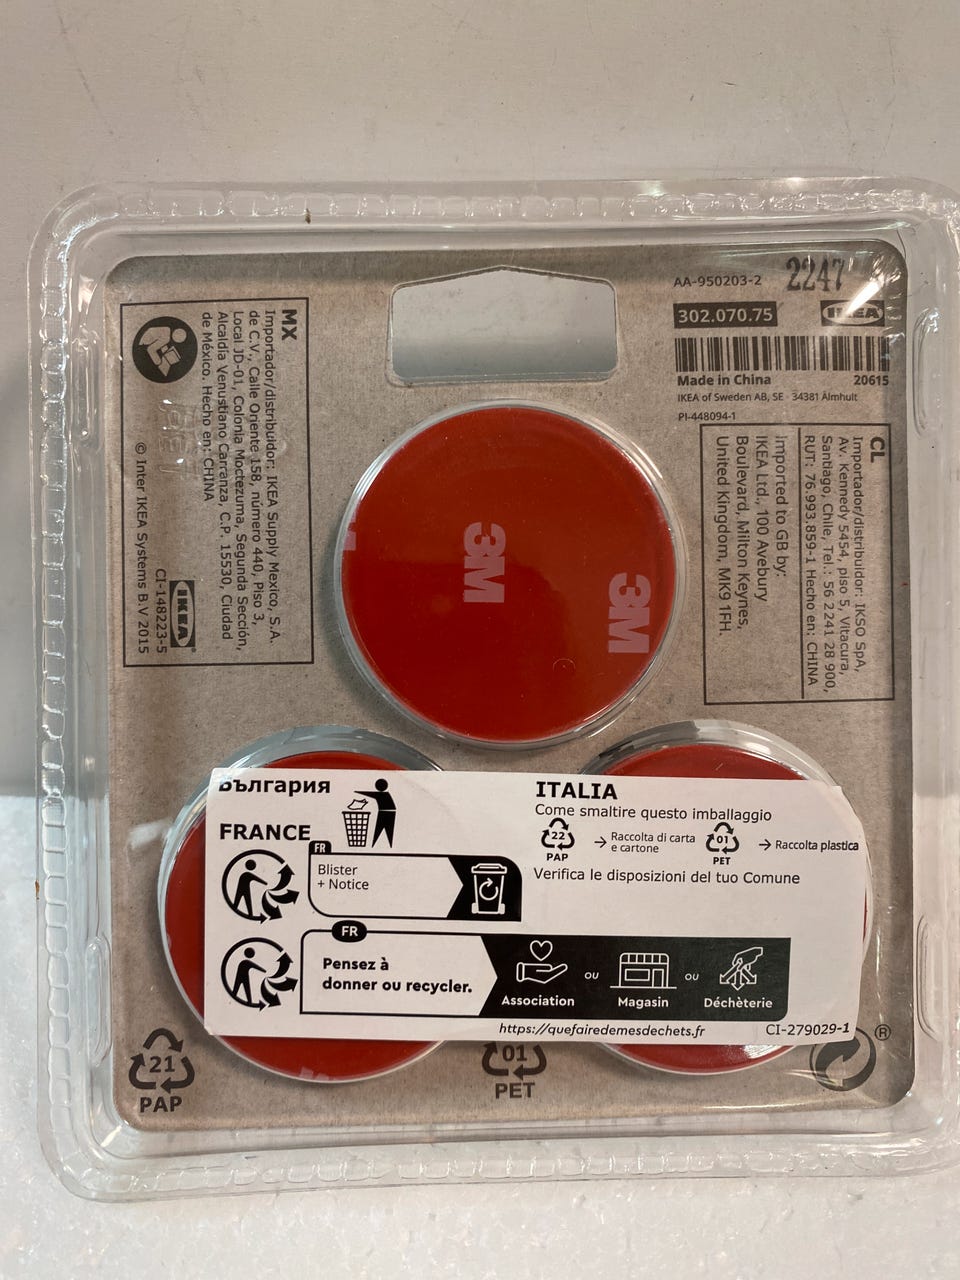 AA-950203-2
2247
302.070.75
IKEA
Made in China
20615
IKEA of Sweden AB, SE - 34381 Älmhult
PI-448094-1
MX
Importador/distribuidor: IKEA Supply Mexico, S.A.
de C.V., Calle Oriente 158, número 440, Piso 3,
Local JD-01, Colonia Moctezuma, Segunda Sección,
Alcaldía Venustiano Carranza, C.P. 15530, Ciudad
de México. Hecho en: CHINA
IKEA
CI-148223-5
© Inter IKEA Systems B.V 2015
PET
CL
Importador/distribuidor: IKSO SpA,
Av. Kennedy 5454, piso 5, Vitacura,
Santiago, Chile, Tel.: 56 2241 28 900,
RUT: 76.993.859-1 Hecho en: CHINA
Imported to GB by:
IKEA Ltd., 100 Avebury
Boulevard, Milton Keynes,
United Kingdom, MK9 1FH.
3M
3M
България
FRANCE
FR
Blister
+ Notice
FR
Pensez à
donner ou recycler.
Association
OU
Magasin
OU
Déchèterie
https://quefairedemesdechets.fr
CI-279029-1
ITALIA
Come smaltire questo imballaggio
22
PAP
→ Raccolta di carta
e cartone
01
PET
→ Raccolta plastica
Verifica le disposizioni del tuo Comune
21
PAP
01
PET
®